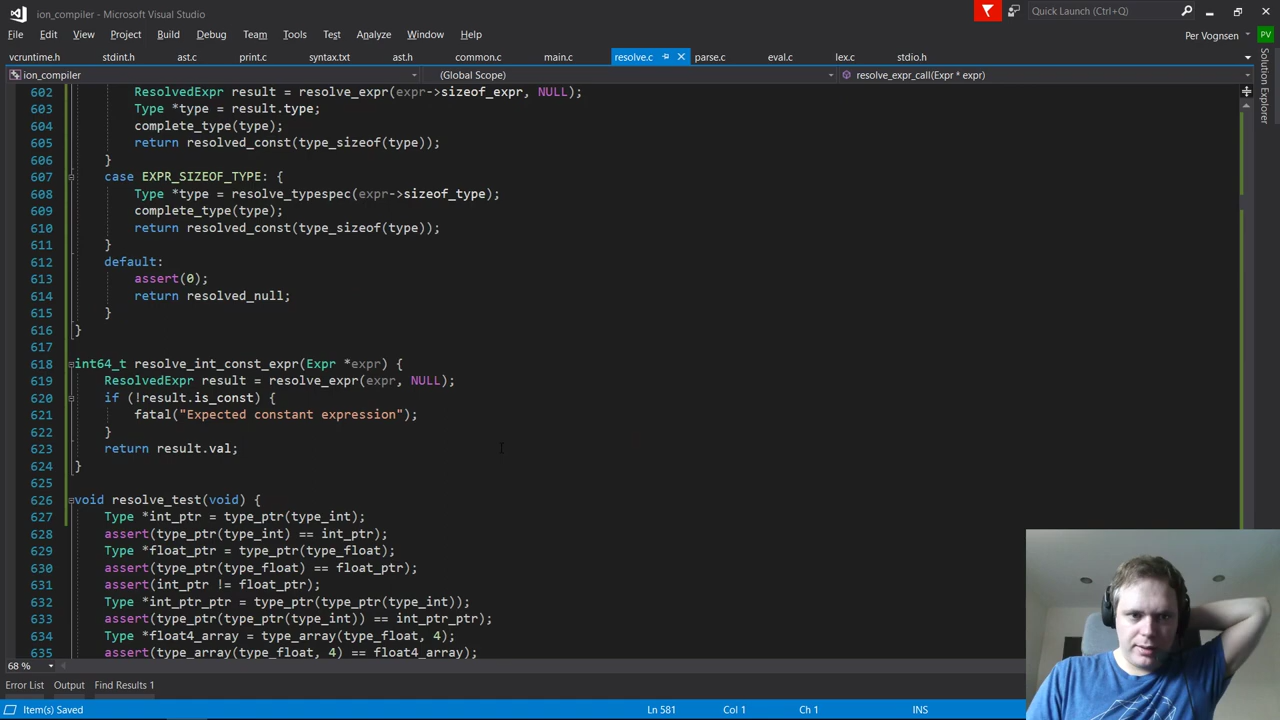 ion_compiler - Microsoft Visual Studio
Quick Launch (Ctrl+Q)
File Edit View Project Build Debug Team Tools Test Analyze Window Help
Per Vognsen PV
vcruntime.h stdint.h ast.c print.c syntax.txt ast.h common.c main.c resolve.c parse.c eval.c lex.c stdio.h
ion_compiler (Global Scope) resolve_expr_call(Expr * expr)
Solution Explorer
602 ResolvedExpr result = resolve_expr(expr->sizeof_expr, NULL);
603 Type *type = result.type;
604 complete_type(type);
605 return resolved_const(type_sizeof(type));
606 }
607 case EXPR_SIZEOF_TYPE: {
608 Type *type = resolve_typespec(expr->sizeof_type);
609 complete_type(type);
610 return resolved_const(type_sizeof(type));
611 }
612 default:
613 assert(0);
614 return resolved_null;
615 }
616 }
617
618 int64_t resolve_int_const_expr(Expr *expr) {
619 ResolvedExpr result = resolve_expr(expr, NULL);
620 if (!result.is_const) {
621 fatal("Expected constant expression");
622 }
623 return result.val;
624 }
625
626 void resolve_test(void) {
627 Type *int_ptr = type_ptr(type_int);
628 assert(type_ptr(type_int) == int_ptr);
629 Type *float_ptr = type_ptr(type_float);
630 assert(type_ptr(type_float) == float_ptr);
631 assert(int_ptr != float_ptr);
632 Type *int_ptr_ptr = type_ptr(type_ptr(type_int));
633 assert(type_ptr(type_ptr(type_int)) == int_ptr_ptr);
634 Type *float4_array = type_array(type_float, 4);
635 assert(type_array(type_float, 4) == float4_array);
68 %
Error List Output Find Results 1
Item(s) Saved Ln 581 Col 1 Ch 1 INS